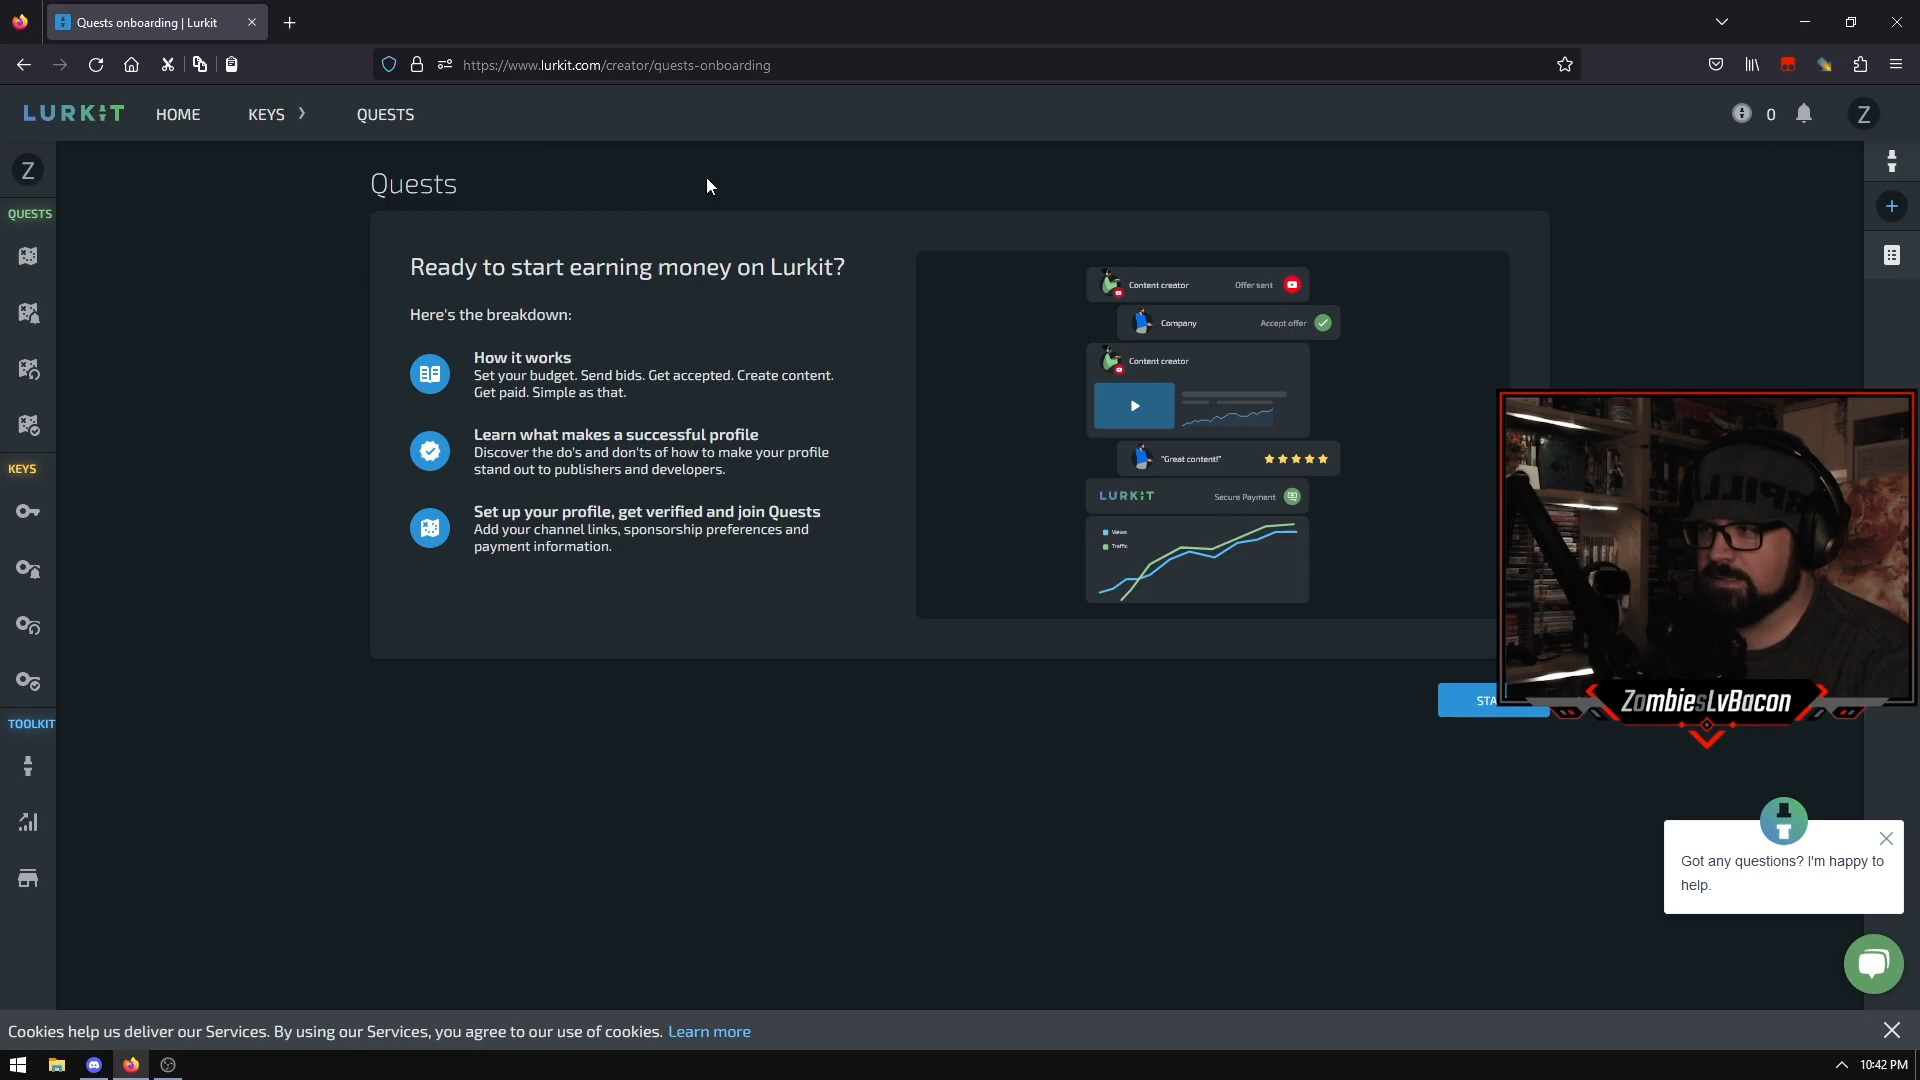 Quests onboarding | Lurkit
https://www.lurkit.com/creator/quests-onboarding
LURKIT
HOME
KEYS
QUESTS
0
Z
Z
QUESTS
KEYS
TOOLKIT
Quests
Ready to start earning money on Lurkit?
Here's the breakdown:
How it works
Set your budget. Send bids. Get accepted. Create content.
Get paid. Simple as that.
Learn what makes a successful profile
Discover the do's and don'ts of how to make your profile
stand out to publishers and developers.
Set up your profile, get verified and join Quests
Add your channel links, sponsorship preferences and
payment information.
Content creator
Offer sent
Company
Accept offer
Content creator
"Great content!"
LURKIT
Secure Payment
Views
Traffic
STA
ZombiesLvBacon
Got any questions? I'm happy to
help.
Cookies help us deliver our Services. By using our Services, you agree to our use of cookies. Learn more
10:42 PM